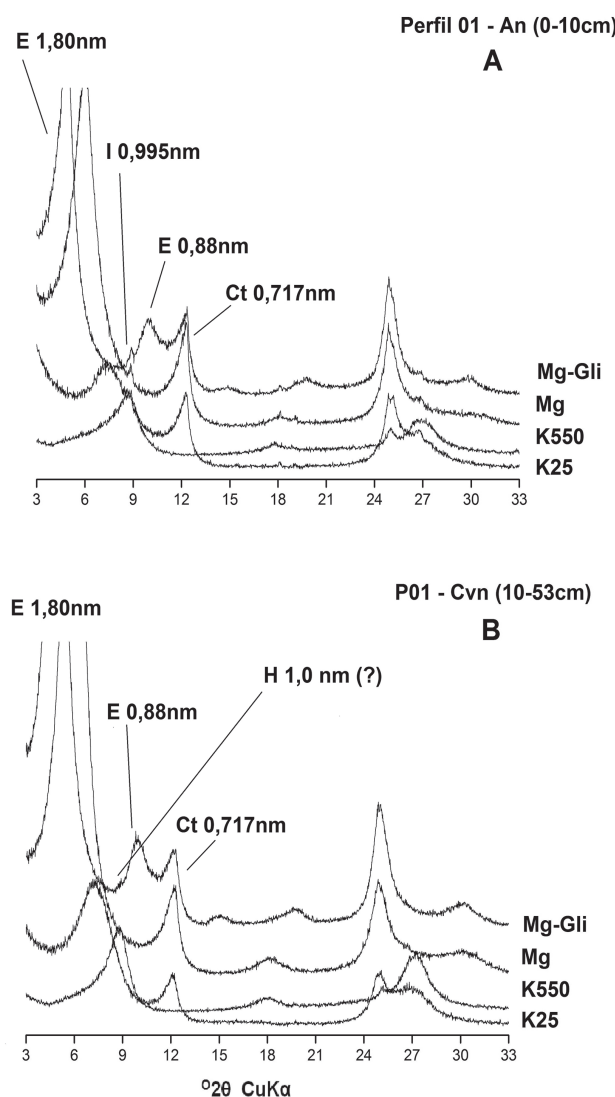 Perfil 01 - An (0-10cm)
A
E 1,80nm
I 0,995nm
E 0,88nm
Ct 0,717nm
Mg-Gli
Mg
K550
K25
3 6 9 12 15 18 21 24 27 30 33
P01 - Cvn (10-53cm)
B
E 1,80nm
H 1,0 nm (?)
E 0,88nm
Ct 0,717nm
Mg-Gli
Mg
K550
K25
3 6 9 12 15 18 21 24 27 30 33
O2θ CuKα